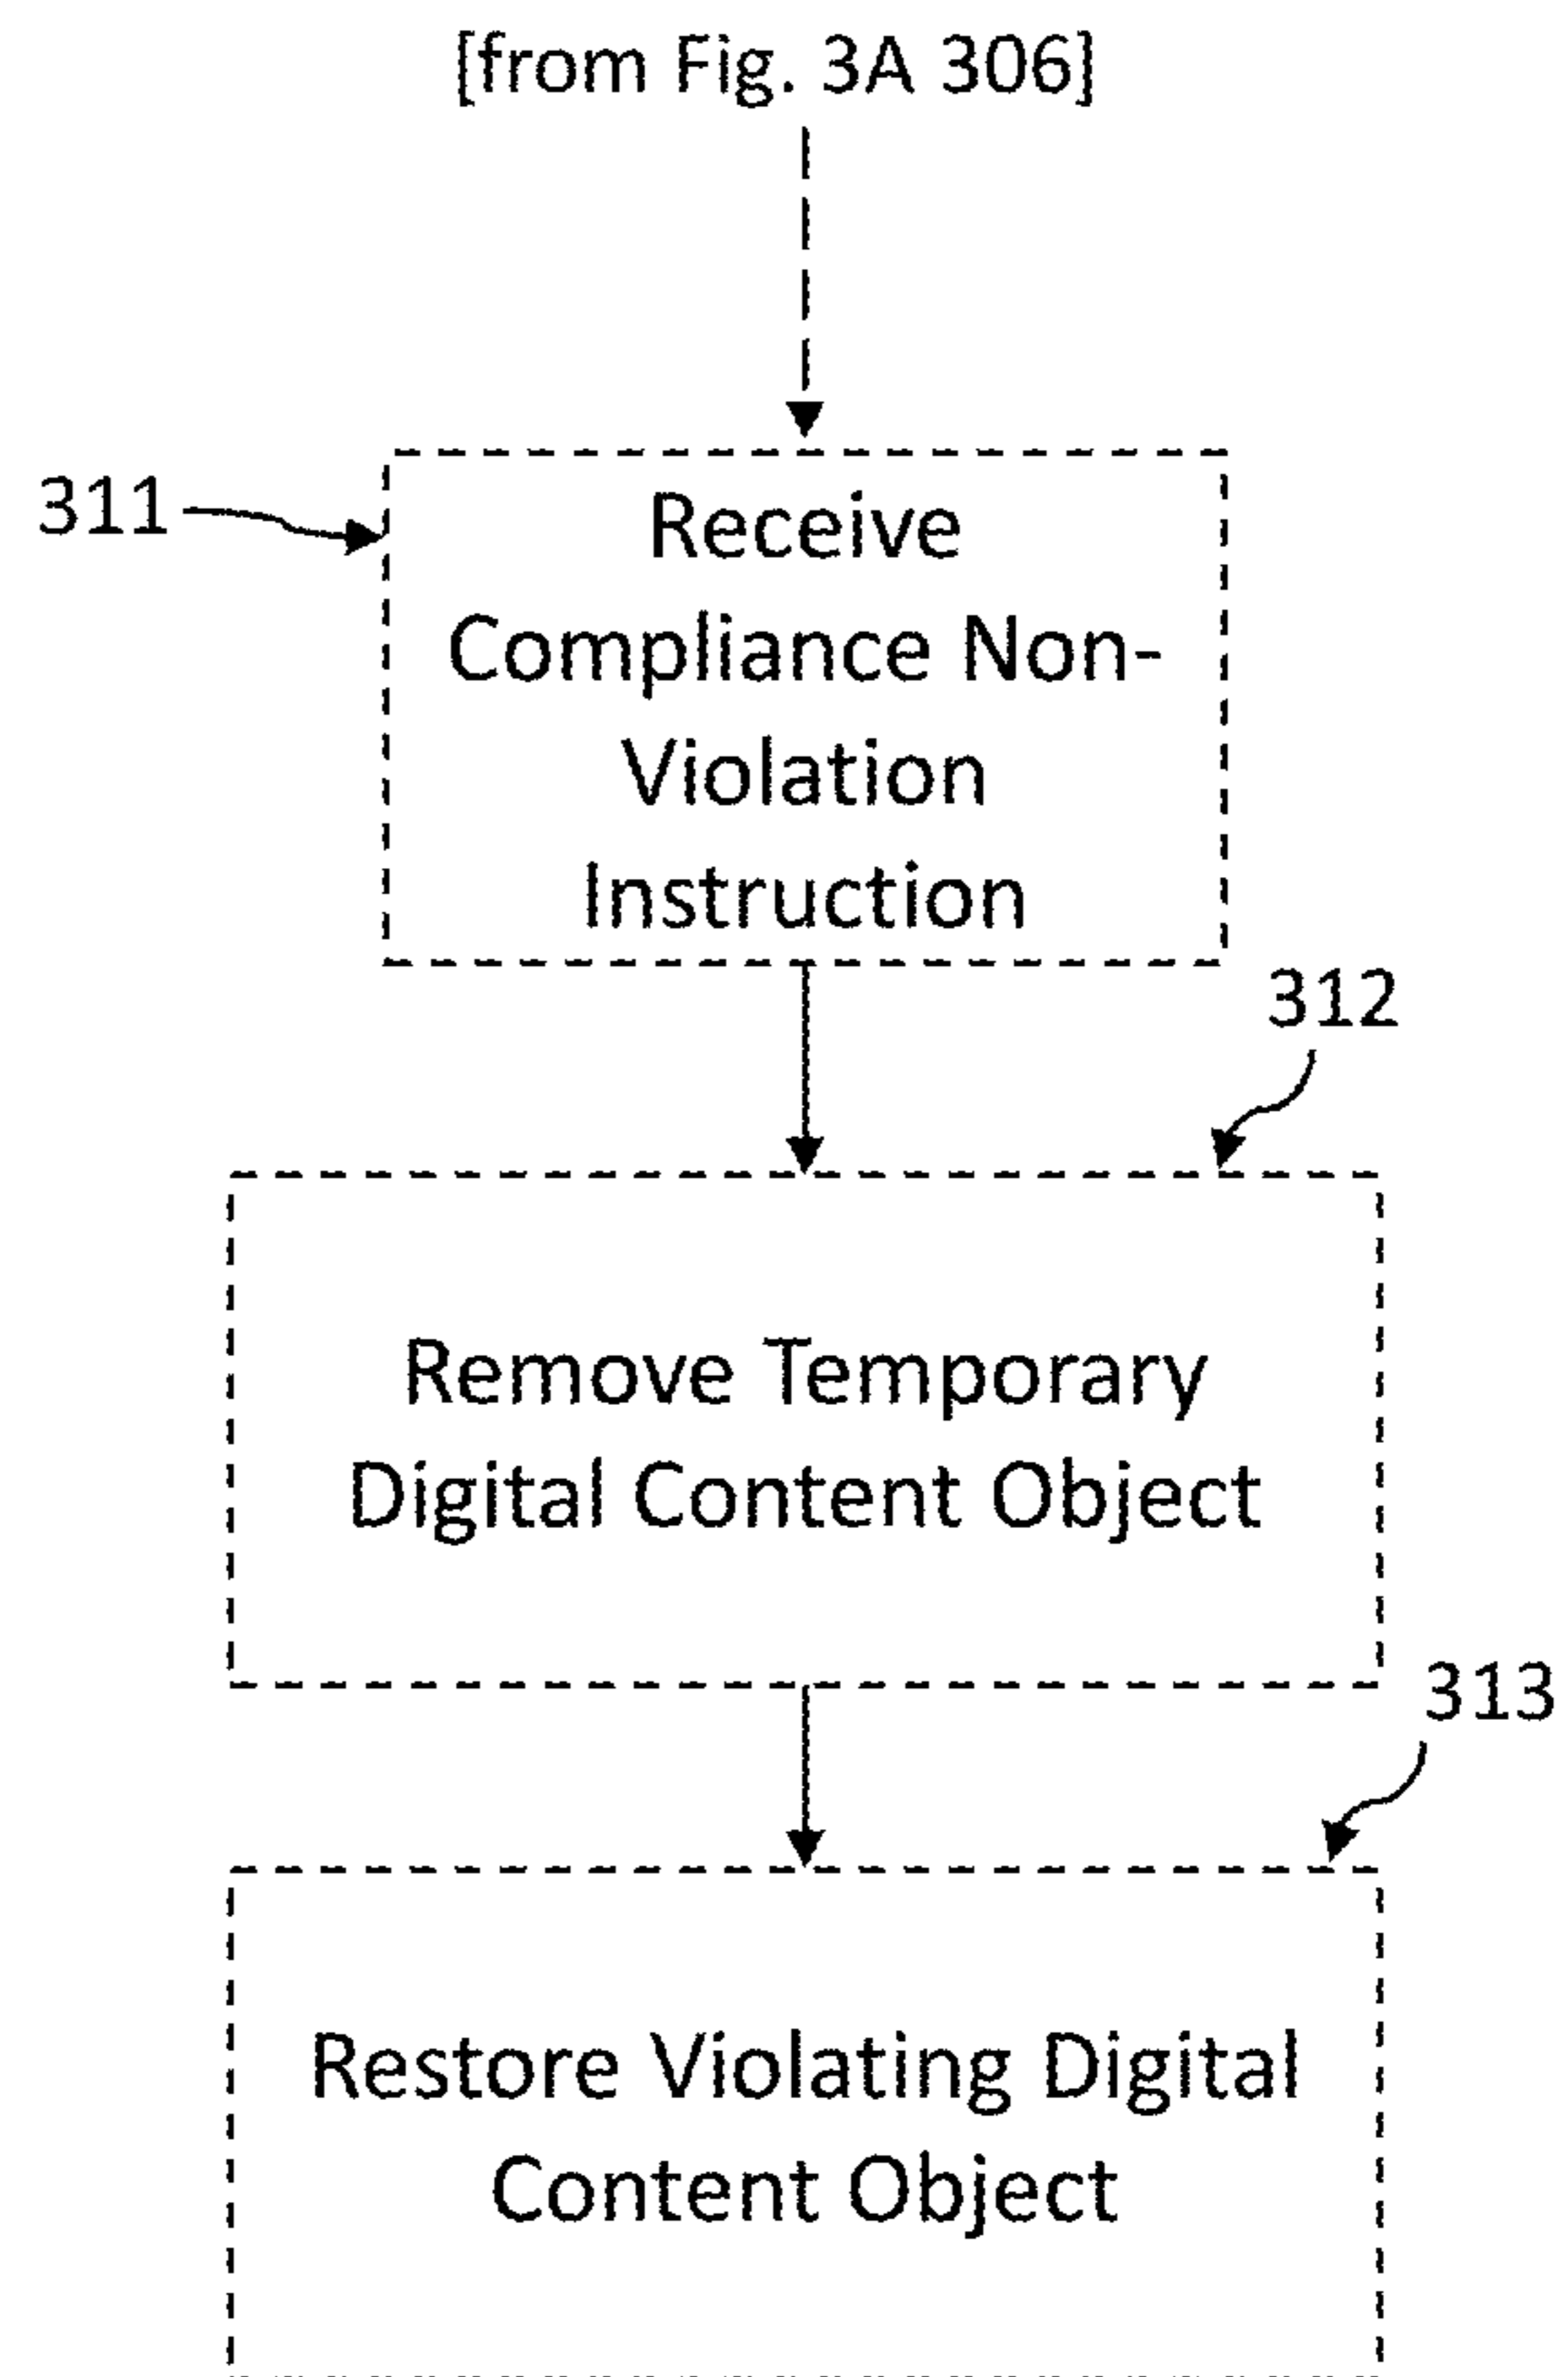 [from Fig. 3A 306]
311
Receive
Compliance Non-
Violation
Instruction
312
Remove Temporary
Digital Content Object
313
Restore Violating Digital
Content Object